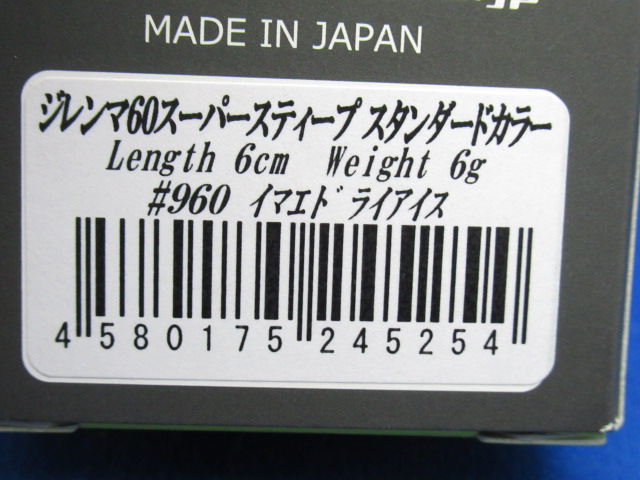 MADE IN JAPAN
ジレンマ60スーパースティープ スタンダードカラー
Length 6cm Weight 6g
#960 イマエドライアイス
4 580175 245254